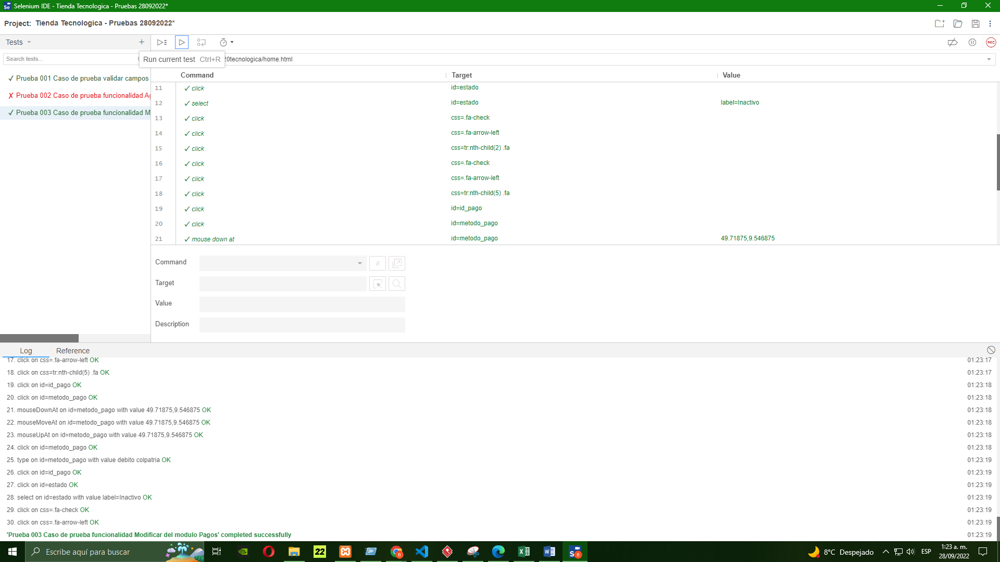 Selenium IDE - Tienda Tecnologica - Pruebas 28092022*
Project: Tienda Tecnologica - Pruebas 28092022*
Tests
Search tests...
Run current test Ctrl+R
20tecnologica/home.html
✓ Prueba 001 Caso de prueba validar campos
✗ Prueba 002 Caso de prueba funcionalidad Ag
✓ Prueba 003 Caso de prueba funcionalidad M
REC
Command Target Value
11 ✓ click id=estado
12 ✓ select id=estado label=Inactivo
13 ✓ click css=.fa-check
14 ✓ click css=.fa-arrow-left
15 ✓ click css=tr:nth-child(2) .fa
16 ✓ click css=.fa-check
17 ✓ click css=.fa-arrow-left
18 ✓ click css=tr:nth-child(5) .fa
19 ✓ click id=id_pago
20 ✓ click id=metodo_pago
21 ✓ mouse down at id=metodo_pago 49.71875,9.546875
Command //
Target
Value
Description
Log Reference
17. click on css=.fa-arrow-left OK 01:23:17
18. click on css=tr:nth-child(5) .fa OK 01:23:17
19. click on id=id_pago OK 01:23:18
20. click on id=metodo_pago OK 01:23:18
21. mouseDownAt on id=metodo_pago with value 49.71875,9.546875 OK 01:23:18
22. mouseMoveAt on id=metodo_pago with value 49.71875,9.546875 OK 01:23:18
23. mouseUpAt on id=metodo_pago with value 49.71875,9.546875 OK 01:23:18
24. click on id=metodo_pago OK 01:23:18
25. type on id=metodo_pago with value debito colpatria OK 01:23:19
26. click on id=id_pago OK 01:23:19
27. click on id=estado OK 01:23:19
28. select on id=estado with value label=Inactivo OK 01:23:19
29. click on css=.fa-check OK 01:23:19
30. click on css=.fa-arrow-left OK 01:23:19
'Prueba 003 Caso de prueba funcionalidad Modificar del modulo Pagos' completed successfully 01:23:19
Escribe aquí para buscar
22
8°C Despejado
ESP
1:23 a. m.
28/09/2022